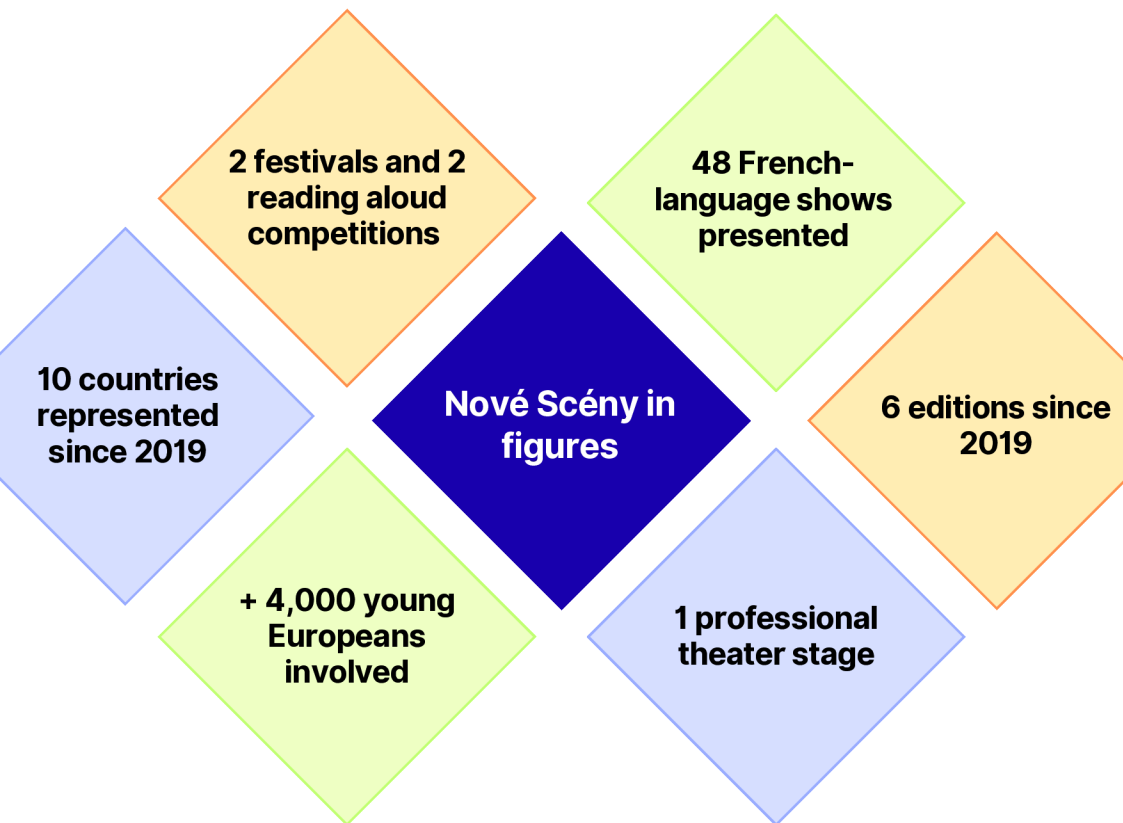 2 festivals and 2
reading aloud
competitions
48 French-
language shows
presented
10 countries
represented
since 2019
Nové Scény in
figures
6 editions since
2019
+ 4,000 young
Europeans
involved
1 professional
theater stage